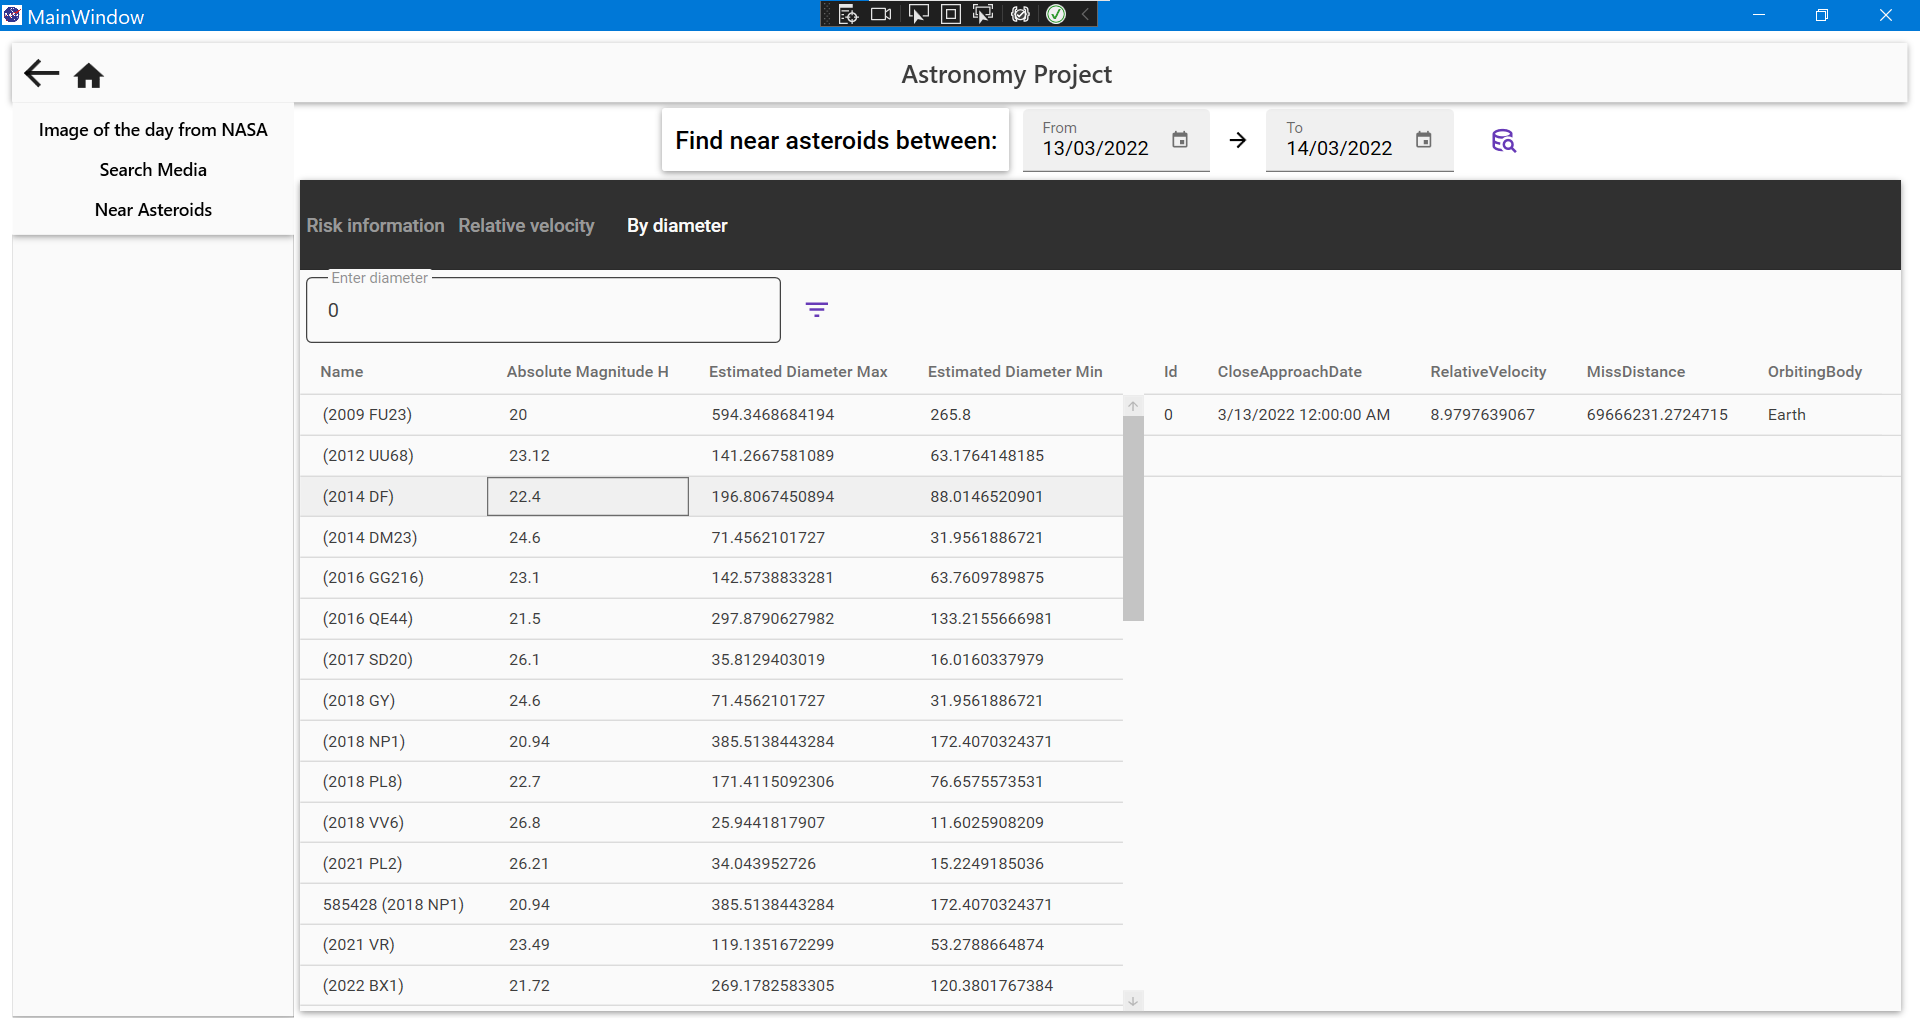 MainWindow
Astronomy Project
Image of the day from NASA
Search Media
Near Asteroids
Find near asteroids between:
From
13/03/2022
To
14/03/2022
Risk information Relative velocity By diameter
Enter diameter
0
Name Absolute Magnitude H Estimated Diameter Max Estimated Diameter Min Id CloseApproachDate RelativeVelocity MissDistance OrbitingBody
(2009 FU23) 20 594.3468684194 265.8 0 3/13/2022 12:00:00 AM 8.9797639067 69666231.2724715 Earth
(2012 UU68) 23.12 141.2667581089 63.1764148185
(2014 DF) 22.4 196.8067450894 88.0146520901
(2014 DM23) 24.6 71.4562101727 31.9561886721
(2016 GG216) 23.1 142.5738833281 63.7609789875
(2016 QE44) 21.5 297.8790627982 133.2155666981
(2017 SD20) 26.1 35.8129403019 16.0160337979
(2018 GY) 24.6 71.4562101727 31.9561886721
(2018 NP1) 20.94 385.5138443284 172.4070324371
(2018 PL8) 22.7 171.4115092306 76.6575573531
(2018 VV6) 26.8 25.9441817907 11.6025908209
(2021 PL2) 26.21 34.043952726 15.2249185036
585428 (2018 NP1) 20.94 385.5138443284 172.4070324371
(2021 VR) 23.49 119.1351672299 53.2788664874
(2022 BX1) 21.72 269.1782583305 120.3801767384